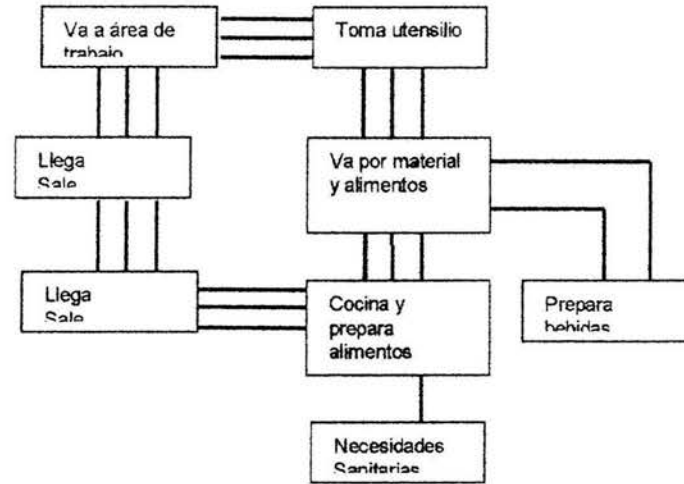 Va a área de
trabajo
Toma utensilio
Llega
Sale
Va por material
y alimentos
Llega
Sale
Cocina y
prepara
alimentos
Prepara
bebidas
Necesidades
Sanitarias